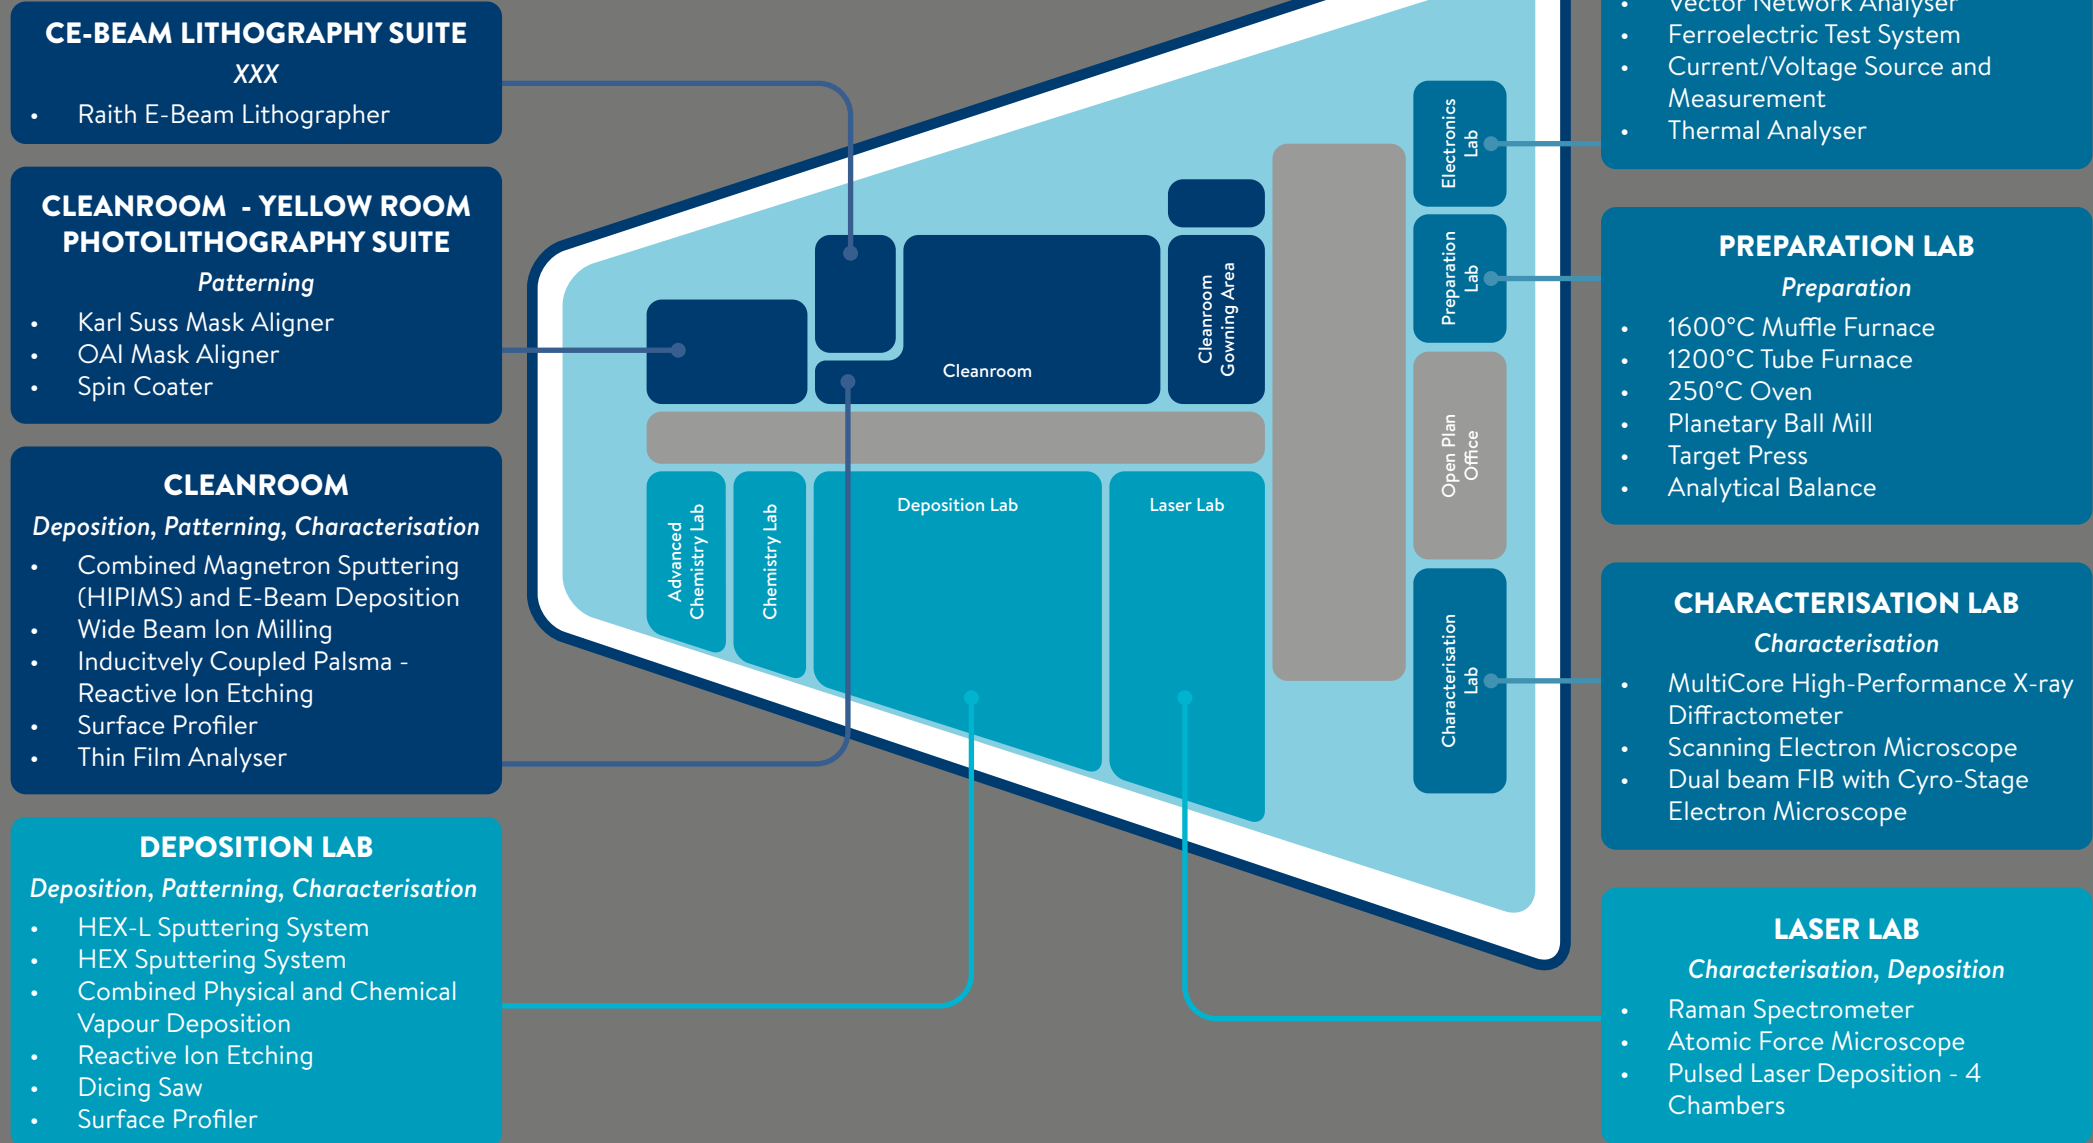 CE-BEAM LITHOGRAPHY SUITE
XXX
• Raith E-Beam Lithographer
CLEANROOM - YELLOW ROOM
PHOTOLITHOGRAPHY SUITE
Patterning
• Karl Suss Mask Aligner
• OAI Mask Aligner
• Spin Coater
CLEANROOM
Deposition, Patterning, Characterisation
• Combined Magnetron Sputtering
(HIPIMS) and E-Beam Deposition
• Wide Beam Ion Milling
• Inducitvely Coupled Palsma -
Reactive Ion Etching
• Surface Profiler
• Thin Film Analyser
DEPOSITION LAB
Deposition, Patterning, Characterisation
• HEX-L Sputtering System
• HEX Sputtering System
• Combined Physical and Chemical
Vapour Deposition
• Reactive Ion Etching
• Dicing Saw
• Surface Profiler
Cleanroom
Cleanroom
Gowning Area
Advanced
Chemistry Lab
Chemistry Lab
Deposition Lab
Laser Lab
Electronics
Lab
Preparation
Lab
Open Plan
Office
Characterisation
Lab
• Vector Network Analyser
• Ferroelectric Test System
• Current/Voltage Source and
Measurement
• Thermal Analyser
PREPARATION LAB
Preparation
• 1600°C Muffle Furnace
• 1200°C Tube Furnace
• 250°C Oven
• Planetary Ball Mill
• Target Press
• Analytical Balance
CHARACTERISATION LAB
Characterisation
• MultiCore High-Performance X-ray
Diffractometer
• Scanning Electron Microscope
• Dual beam FIB with Cyro-Stage
Electron Microscope
LASER LAB
Characterisation, Deposition
• Raman Spectrometer
• Atomic Force Microscope
• Pulsed Laser Deposition - 4
Chambers